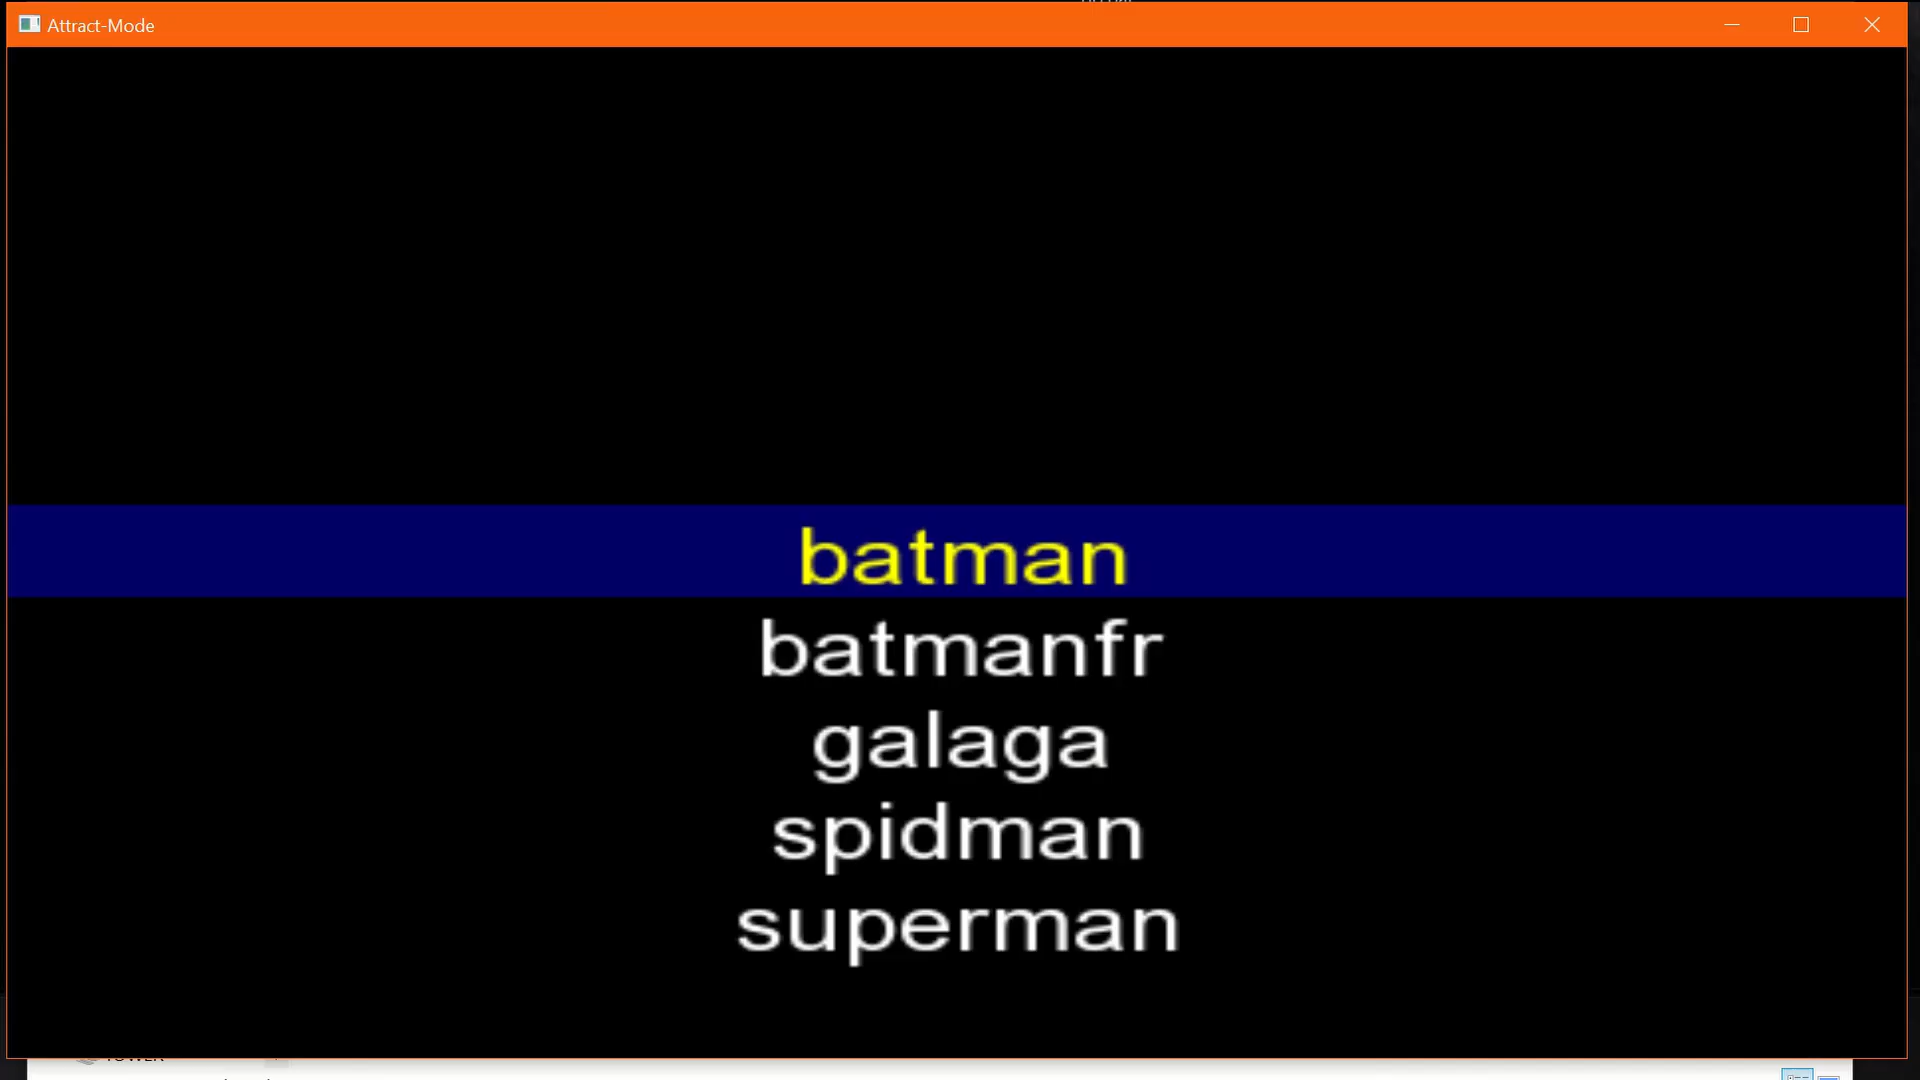 Attract-Mode
batman
batmanfr
galaga
spidman
superman